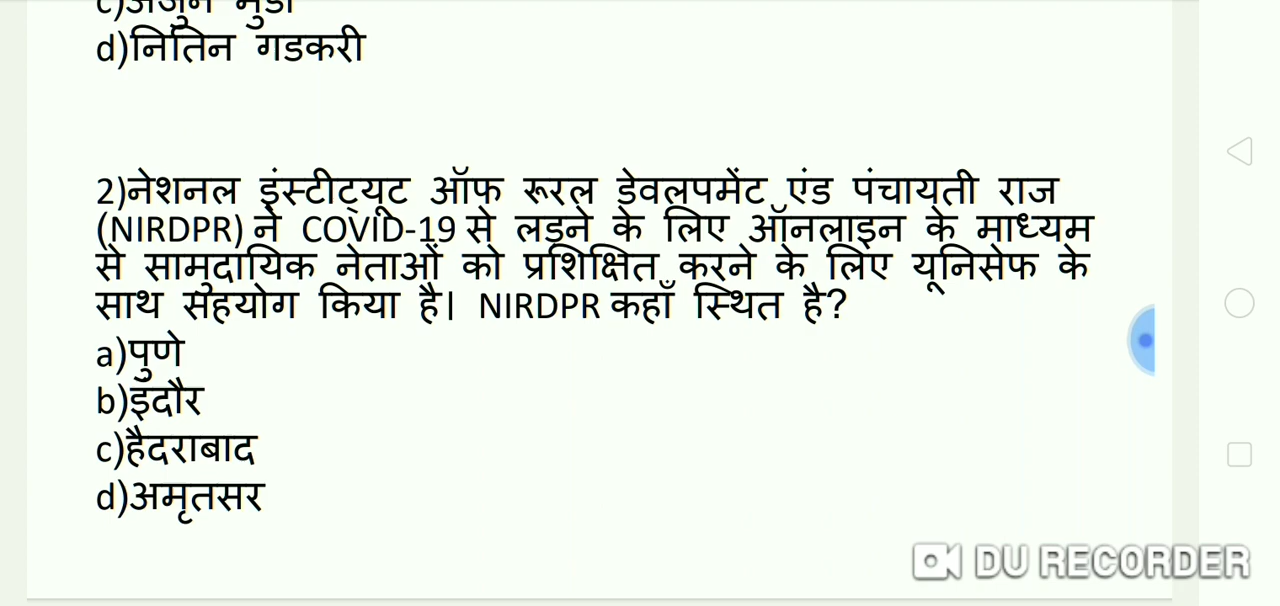 c)अर्जुन मुंडा
d)नितिन गडकरी
2)नेशनल इंस्टीट्यूट ऑफ रूरल डेवलपमेंट एंड पंचायती राज
(NIRDPR) ने COVID-19 से लड़ने के लिए ऑनलाइन के माध्यम
से सामुदायिक नेताओं को प्रशिक्षित करने के लिए यूनिसेफ के
साथ सहयोग किया है। NIRDPR कहाँ स्थित है?
a)पुणे
b)इंदौर
c)हैदराबाद
d)अमृतसर
DU RECORDER